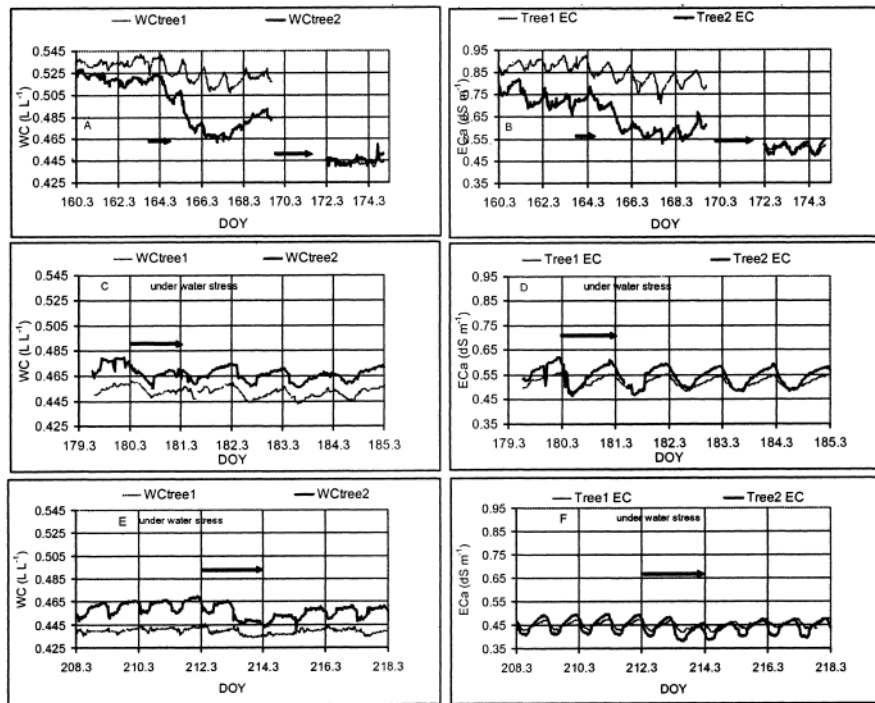 WCtree1 WCtree2
WC (L L⁻¹)
0.545
0.525
0.505
0.485
0.465
0.445
0.425
A
160.3 162.3 164.3 166.3 168.3 170.3 172.3 174.3
DOY
Tree1 EC Tree2 EC
ECa (dS m⁻¹)
0.95
0.85
0.75
0.65
0.55
0.45
0.35
B
160.3 162.3 164.3 166.3 168.3 170.3 172.3 174.3
DOY
WCtree1 WCtree2
WC (L L⁻¹)
0.545
0.525
0.505
0.485
0.465
0.445
0.425
C under water stress
179.3 180.3 181.3 182.3 183.3 184.3 185.3
DOY
Tree1 EC Tree2 EC
ECa (dS m⁻¹)
0.95
0.85
0.75
0.65
0.55
0.45
0.35
D under water stress
179.3 180.3 181.3 182.3 183.3 184.3 185.3
DOY
WCtree1 WCtree2
WC (L L⁻¹)
0.545
0.525
0.505
0.485
0.465
0.445
0.425
E under water stress
208.3 210.3 212.3 214.3 216.3 218.3
DOY
Tree1 EC Tree2 EC
ECa (dS m⁻¹)
0.95
0.85
0.75
0.65
0.55
0.45
0.35
F under water stress
208.3 210.3 212.3 214.3 216.3 218.3
DOY